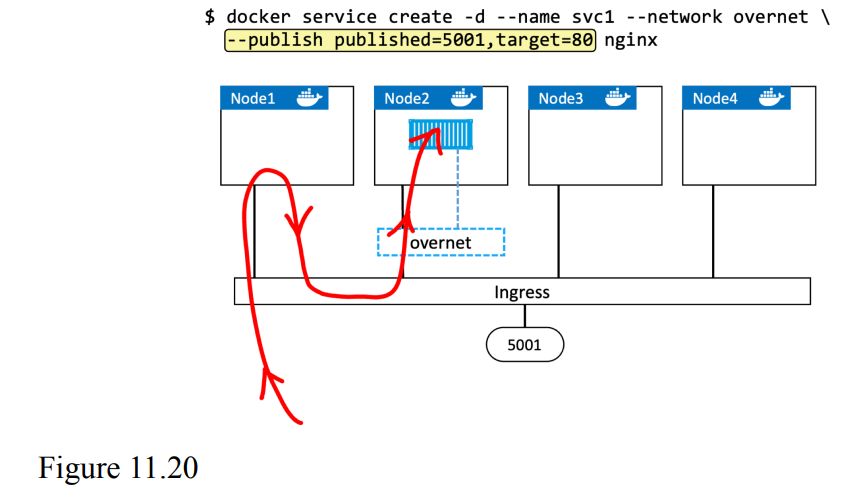 $ docker service create -d --name svc1 --network overnet \
--publish published=5001,target=80 nginx
Node1
Node2
Node3
Node4
overnet
Ingress
5001
Figure 11.20